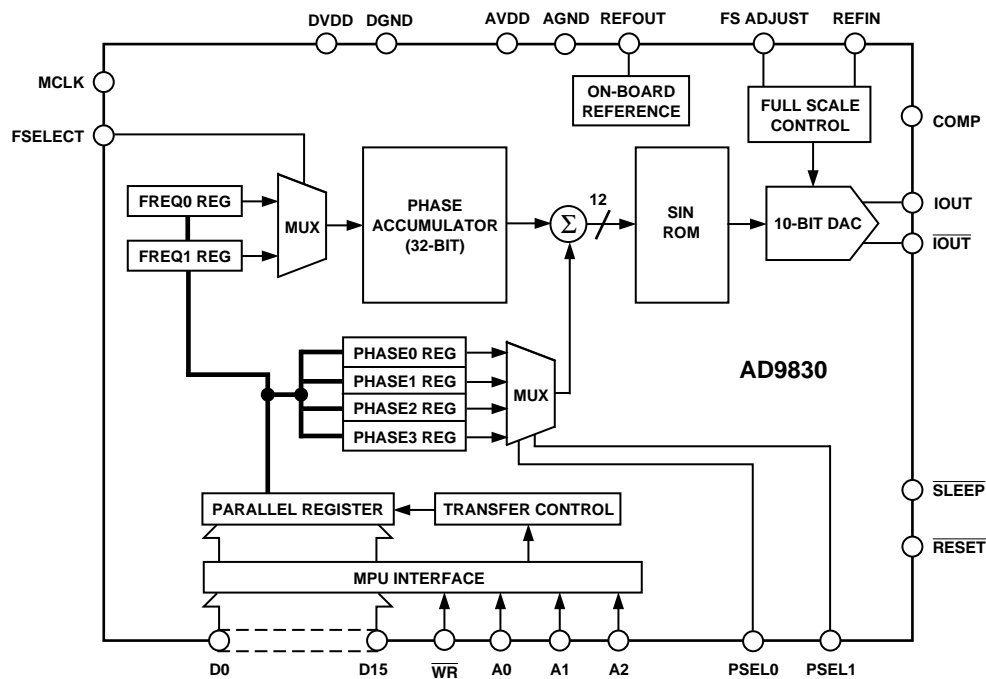 DVDD DGND AVDD AGND REFOUT FS ADJUST REFIN
MCLK
ON-BOARD
REFERENCE
FULL SCALE
CONTROL
COMP
FSELECT
FREQ0 REG
FREQ1 REG
MUX
PHASE
ACCUMULATOR
(32-BIT)
Σ
12
SIN
ROM
10-BIT DAC
IOUT
IOUT
PHASE0 REG
PHASE1 REG
PHASE2 REG
PHASE3 REG
MUX
AD9830
PARALLEL REGISTER
TRANSFER CONTROL
SLEEP
RESET
MPU INTERFACE
D0 D15 WR A0 A1 A2 PSEL0 PSEL1